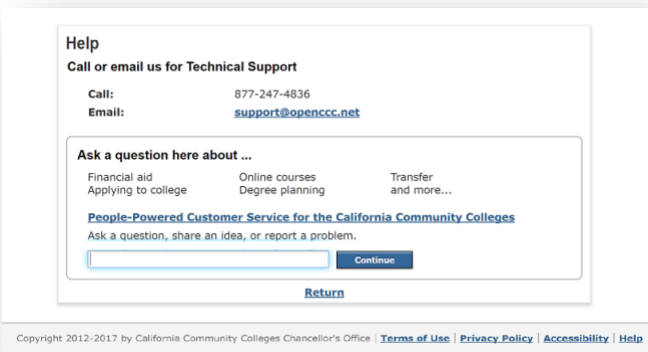 Help
Call or email us for Technical Support
Call: 877-247-4836
Email: support@openccc.net
Ask a question here about ...
Financial aid Online courses Transfer
Applying to college Degree planning and more...
People-Powered Customer Service for the California Community Colleges
Ask a question, share an idea, or report a problem.
Continue
Return
Copyright 2012-2017 by California Community Colleges Chancellor's Office | Terms of Use | Privacy Policy | Accessibility | Help